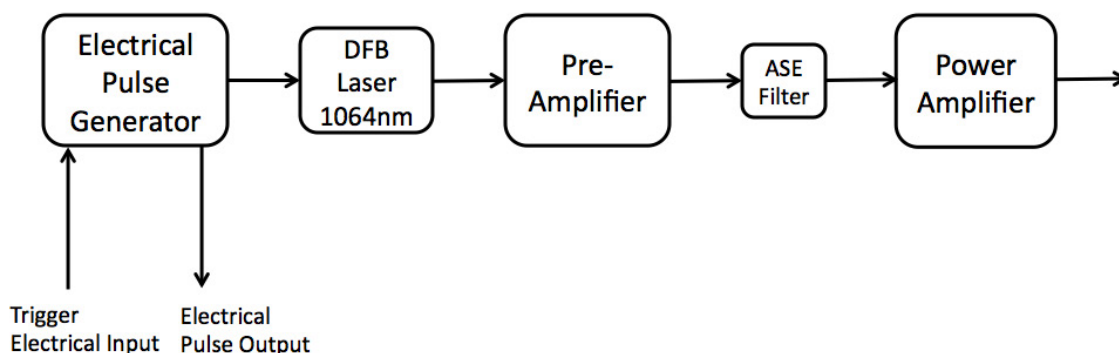 Electrical
Pulse
Generator
DFB
Laser
1064nm
Pre-
Amplifier
ASE
Filter
Power
Amplifier
Trigger
Electrical Input
Electrical
Pulse Output